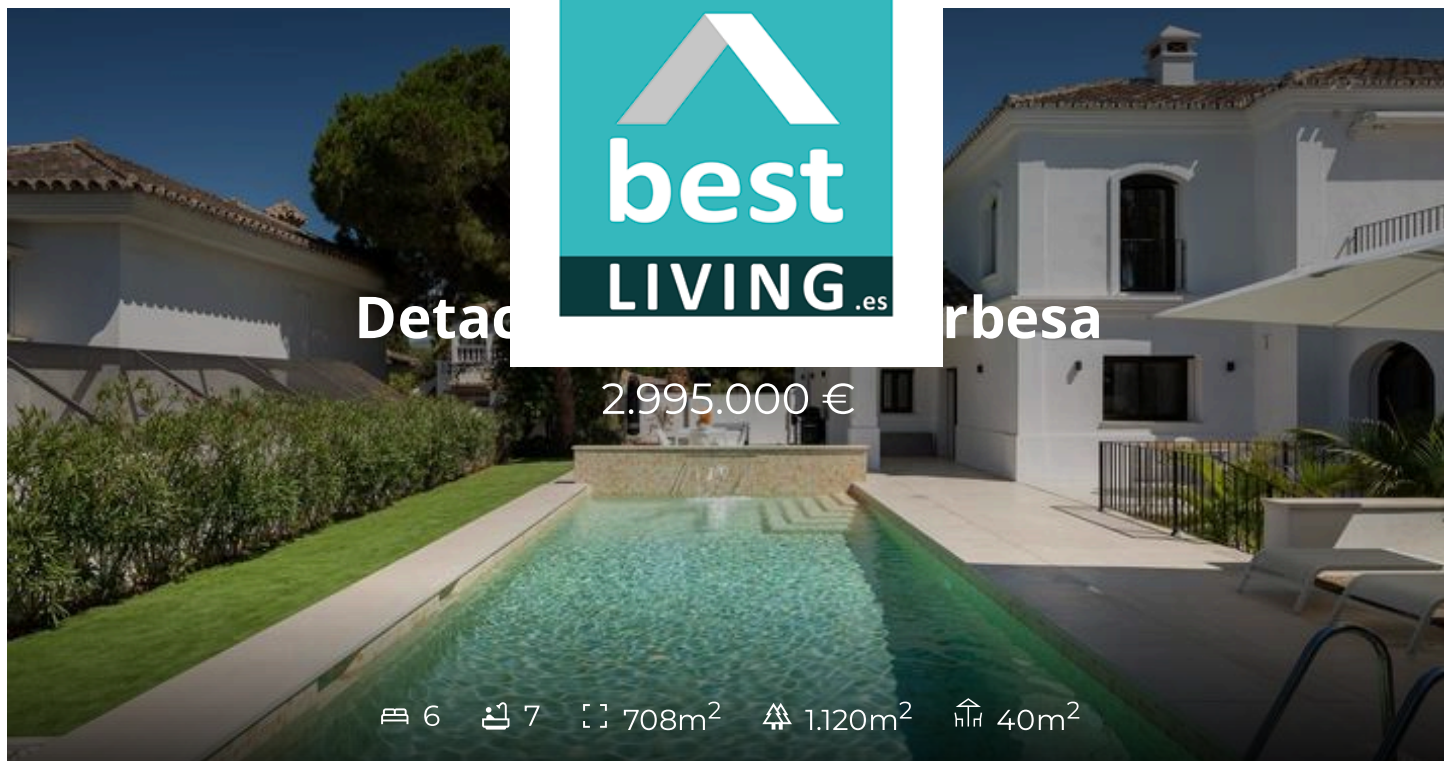 best
LIVING.es
Detac rbesa
2.995.000 €
6 7 708m² 1.120m² 40m²